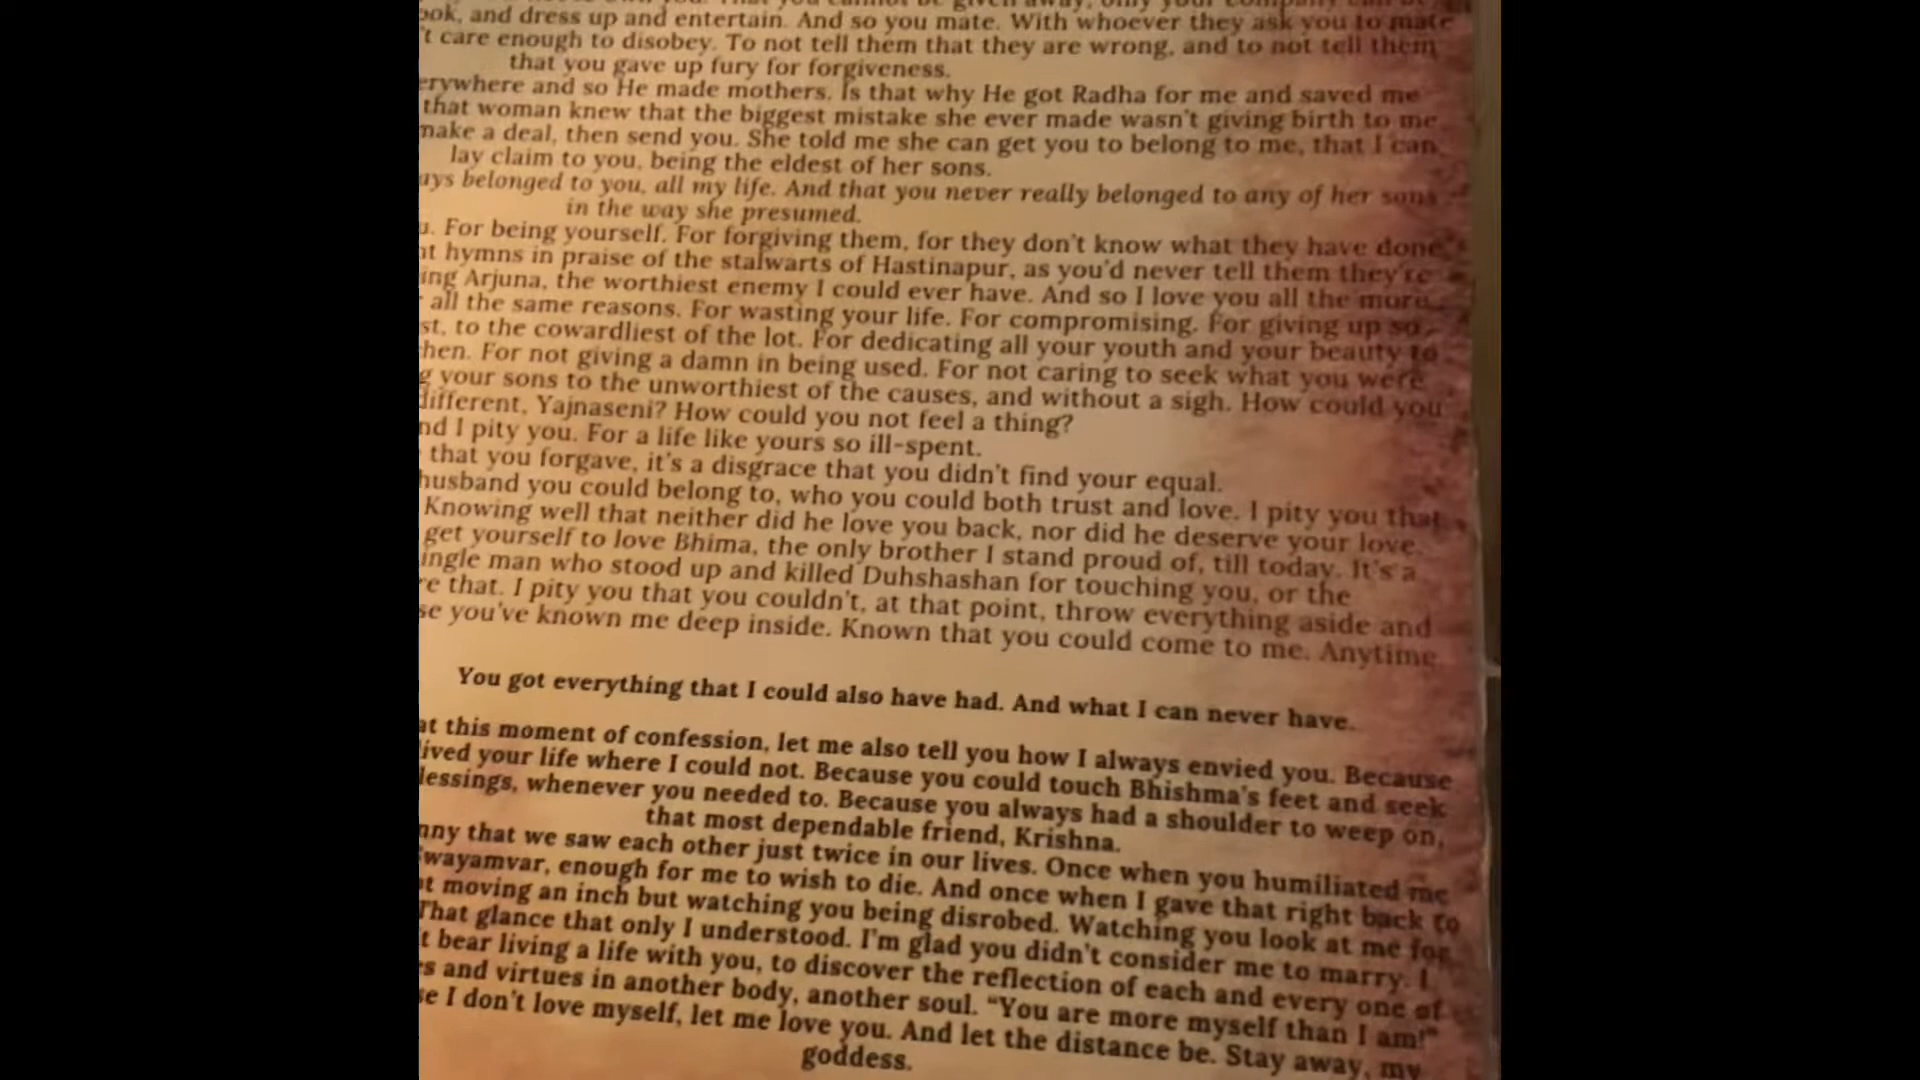 and dress up and entertain. And so you mate. With whoever they ask you to mate
care enough to disobey. To not tell them that they are wrong, and to not tell them
that you gave up fury for forgiveness.
and so He made mothers. Is that why He got Radha for me and saved me
that woman knew that the biggest mistake she ever made wasn't giving birth to me
make a deal, then send you. She told me she can get you to belong to me, that I can
lay claim to you, being the eldest of her sons.
belonged to you, all my life. And that you never really belonged to any of her sons
in the way she presumed.
For being yourself. For forgiving them, for they don't know what they have done
hymns in praise of the stalwarts of Hastinapur, as you'd never tell them they're
Arjuna, the worthiest enemy I could ever have. And so I love you all the more
all the same reasons. For wasting your life. For compromising. For giving up so
to the cowardliest of the lot. For dedicating all your youth and your beauty to
For not giving a damn in being used. For not caring to seek what you were
your sons to the unworthiest of the causes, and without a sigh. How could you
different, Yajnaseni? How could you not feel a thing?
I pity you. For a life like yours so ill-spent.
that you forgave, it's a disgrace that you didn't find your equal.
husband you could belong to, who you could both trust and love. I pity you that
Knowing well that neither did he love you back, nor did he deserve your love.
get yourself to love Bhima, the only brother I stand proud of, till today. It's a
man who stood up and killed Duhshashan for touching you, or the
that. I pity you that you couldn't, at that point, throw everything aside and
you've known me deep inside. Known that you could come to me. Anytime.
You got everything that I could also have had. And what I can never have.
at this moment of confession, let me also tell you how I always envied you. Because
your life where I could not. Because you could touch Bhishma's feet and seek
whenever you needed to. Because you always had a shoulder to weep on,
that most dependable friend, Krishna.
that we saw each other just twice in our lives. Once when you humiliated me
Swayamvar, enough for me to wish to die. And once when I gave that right back to
moving an inch but watching you being disrobed. Watching you look at me for
That glance that only I understood. I'm glad you didn't consider me to marry. I
bear living a life with you, to discover the reflection of each and every one of
and virtues in another body, another soul. "You are more myself than I am!"
I don't love myself, let me love you. And let the distance be. Stay away, my
goddess.